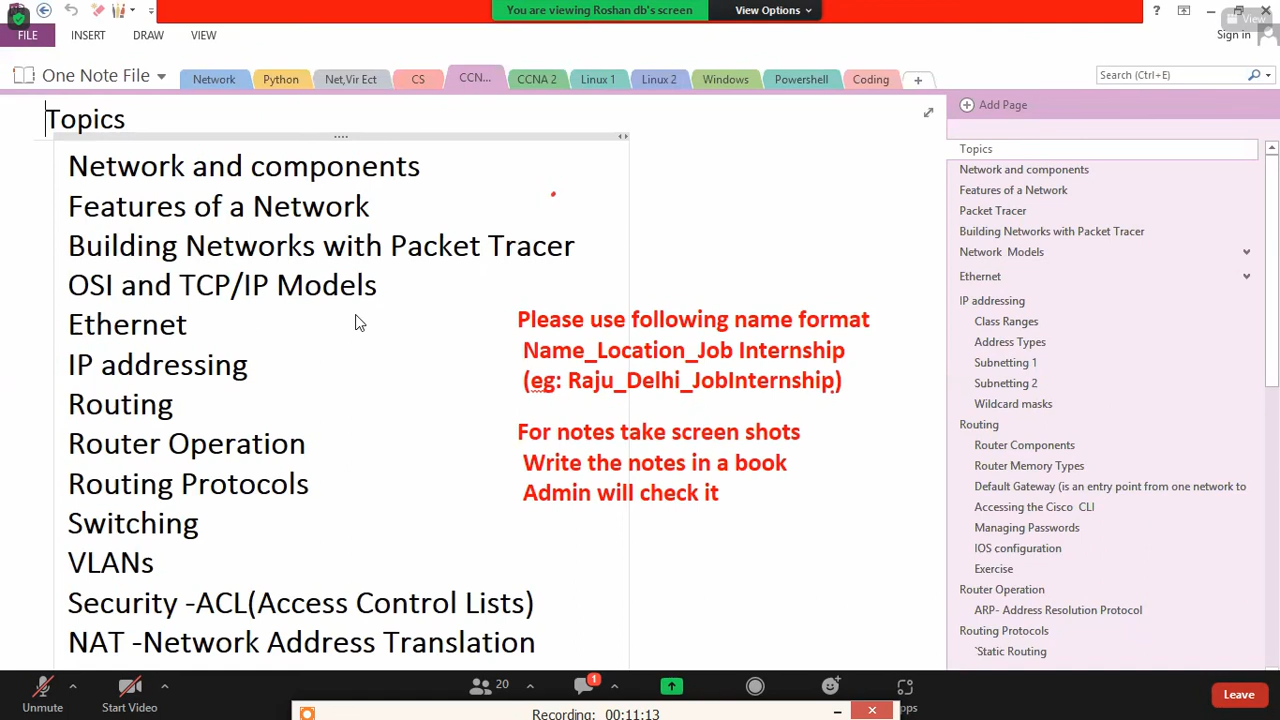 You are viewing Roshan db's screen
View Options
View
Sign in
FILE
INSERT
DRAW
VIEW
One Note File
Network
Python
Net,Vir Ect
CS
CCN...
CCNA 2
Linux 1
Linux 2
Windows
Powershell
Coding
Search (Ctrl+E)
Topics
Network and components
Features of a Network
Building Networks with Packet Tracer
OSI and TCP/IP Models
Ethernet
IP addressing
Routing
Router Operation
Routing Protocols
Switching
VLANs
Security -ACL(Access Control Lists)
NAT -Network Address Translation
Please use following name format
Name_Location_Job Internship
(eg: Raju_Delhi_JobInternship)
For notes take screen shots
Write the notes in a book
Admin will check it
Add Page
Topics
Network and components
Features of a Network
Packet Tracer
Building Networks with Packet Tracer
Network Models
Ethernet
IP addressing
Class Ranges
Address Types
Subnetting 1
Subnetting 2
Wildcard masks
Routing
Router Components
Router Memory Types
Default Gateway (is an entry point from one network to
Accessing the Cisco CLI
Managing Passwords
IOS configuration
Exercise
Router Operation
ARP- Address Resolution Protocol
Routing Protocols
`Static Routing
Unmute
Start Video
20
1
Leave
Recording: 00:11:13